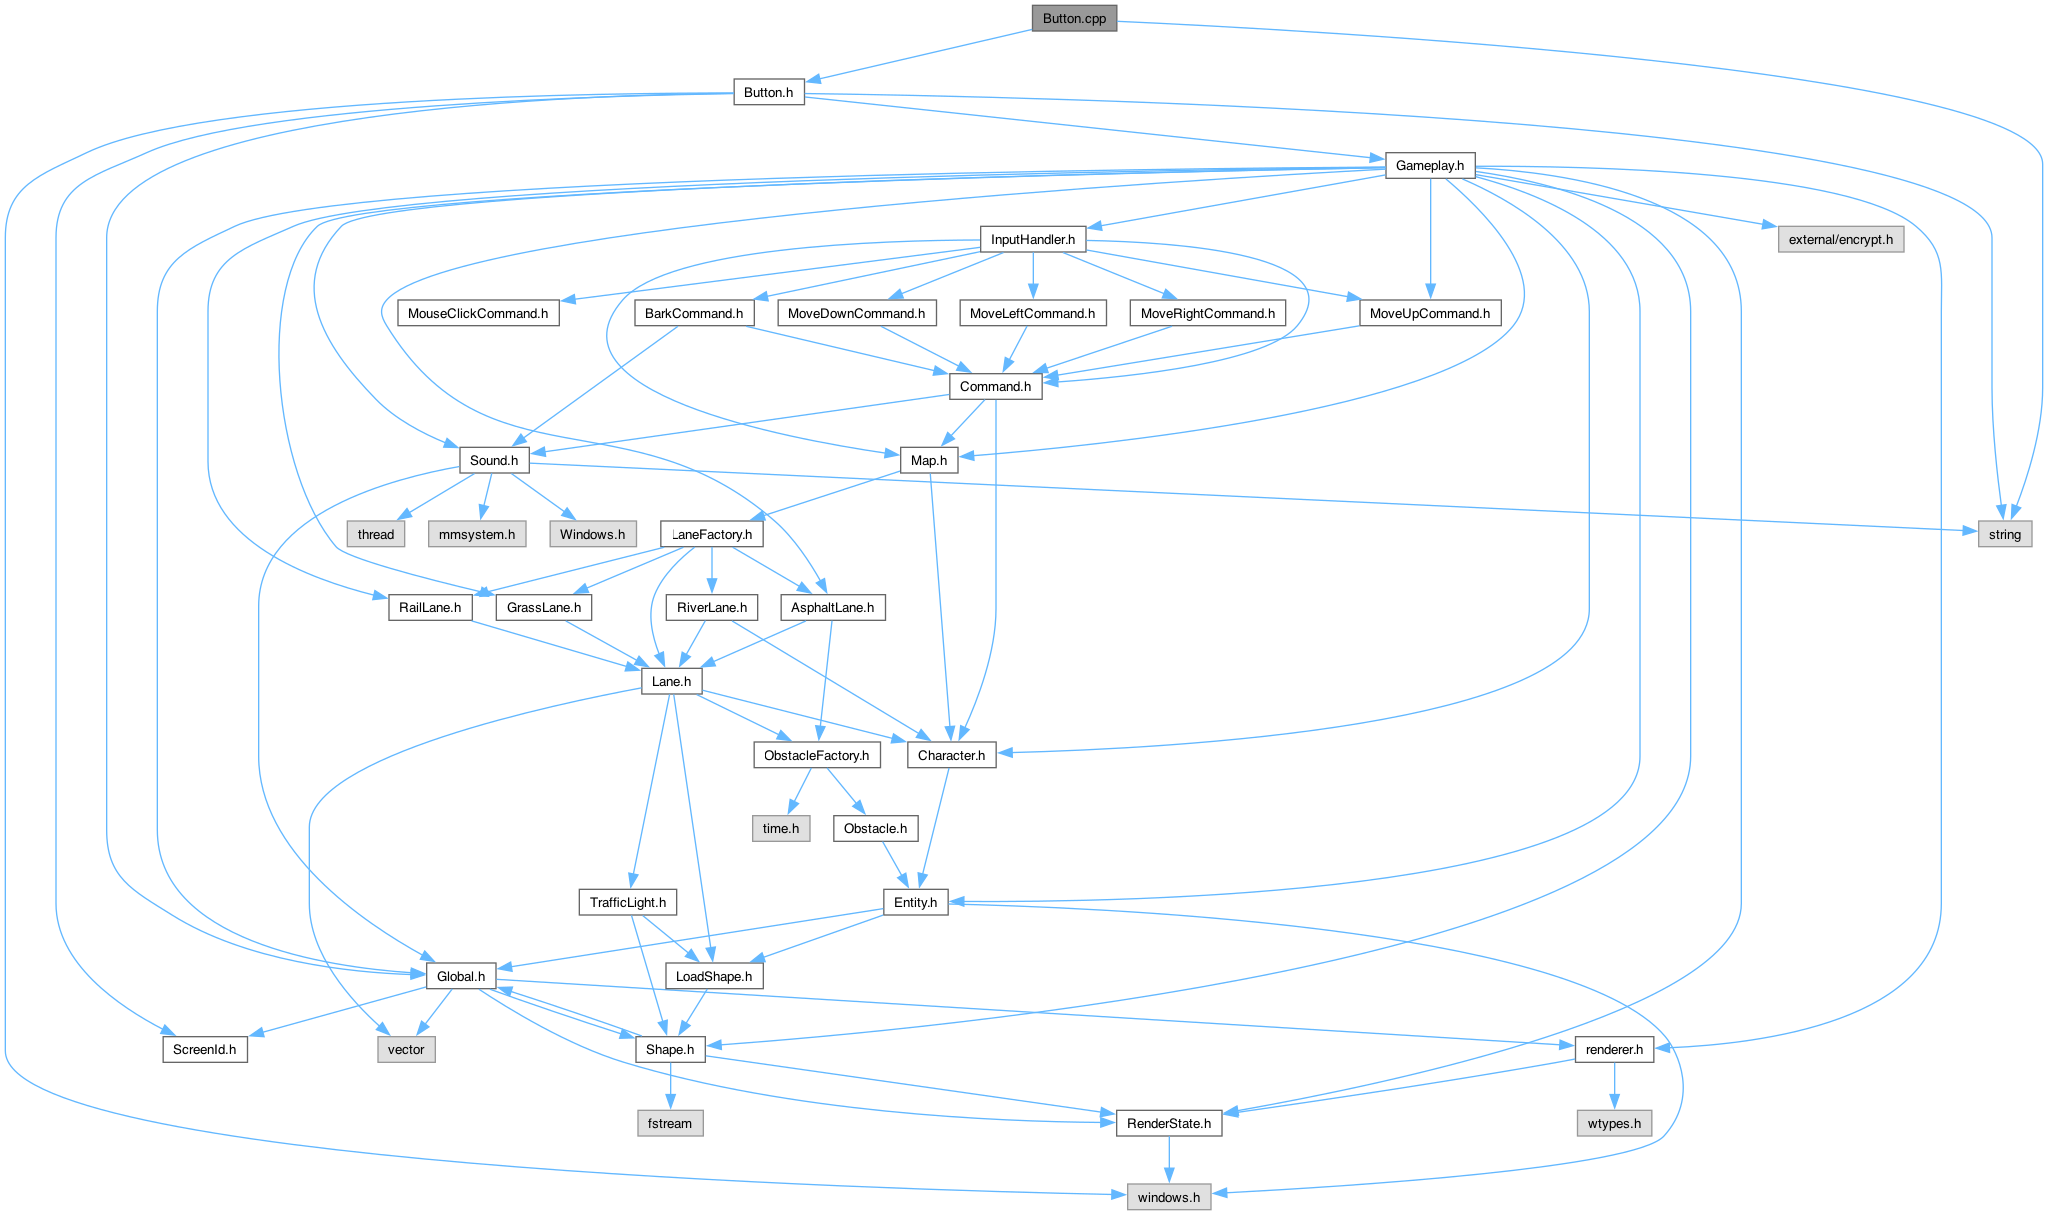 Button.cpp
Button.h
Gameplay.h
InputHandler.h
external/encrypt.h
MouseClickCommand.h
BarkCommand.h
MoveDownCommand.h
MoveLeftCommand.h
MoveRightCommand.h
MoveUpCommand.h
Command.h
Sound.h
Map.h
thread
mmsystem.h
Windows.h
LaneFactory.h
string
RailLane.h
GrassLane.h
RiverLane.h
AsphaltLane.h
Lane.h
ObstacleFactory.h
Character.h
time.h
Obstacle.h
TrafficLight.h
Entity.h
Global.h
LoadShape.h
ScreenId.h
vector
Shape.h
renderer.h
fstream
RenderState.h
wtypes.h
windows.h